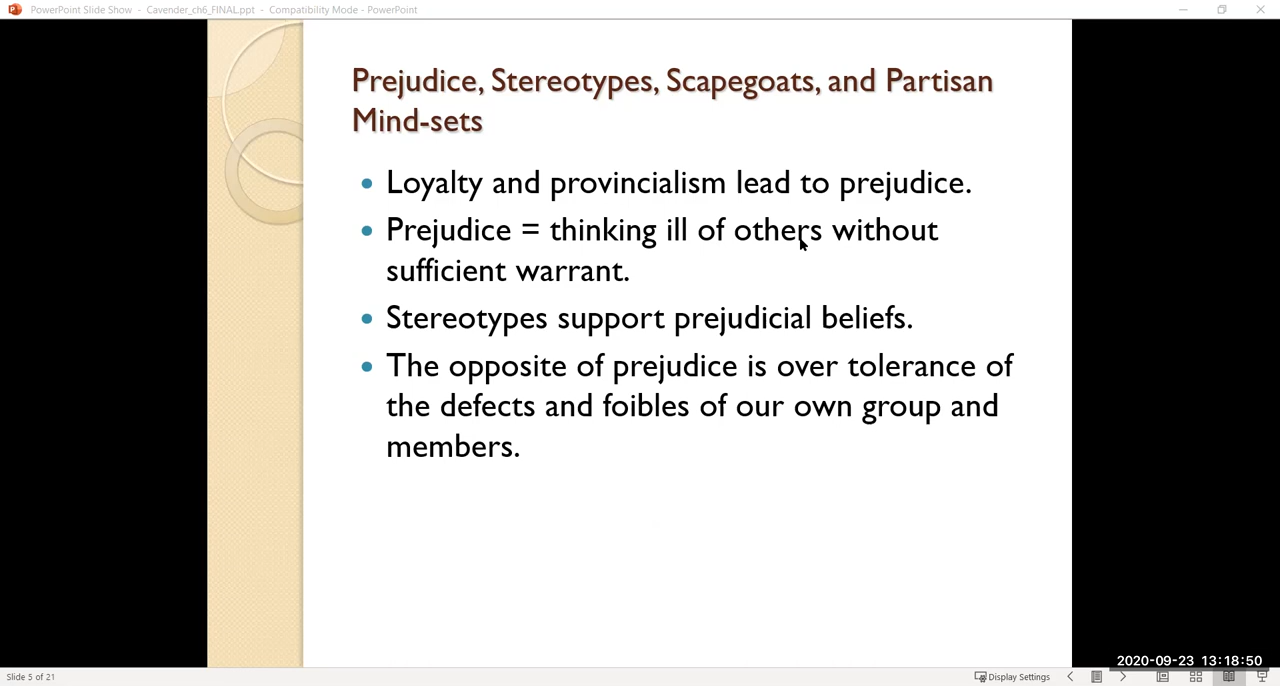 PowerPoint Slide Show - Cavender_ch6_FINAL.ppt - Compatibility Mode - PowerPoint
Prejudice, Stereotypes, Scapegoats, and Partisan
Mind-sets
• Loyalty and provincialism lead to prejudice.
• Prejudice = thinking ill of others without
sufficient warrant.
• Stereotypes support prejudicial beliefs.
• The opposite of prejudice is over tolerance of
the defects and foibles of our own group and
members.
2020-09-23 13:18:50
Slide 5 of 21
Display Settings